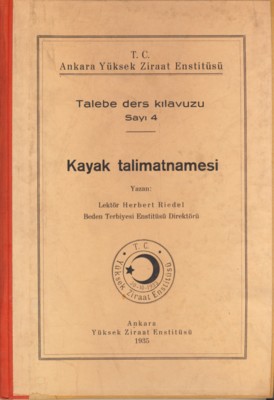 T. C.
Ankara Yüksek Ziraat Enstitüsü
Talebe ders kılavuzu
Sayı 4
Kayak talimatnamesi
Yazan:
Lektör Herbert Riedel
Beden Terbiyesi Enstitüsü Direktörü
T. C.
Yüksek Ziraat Enstitüsü
Ankara
Yüksek Ziraat Enstitüsü
1935